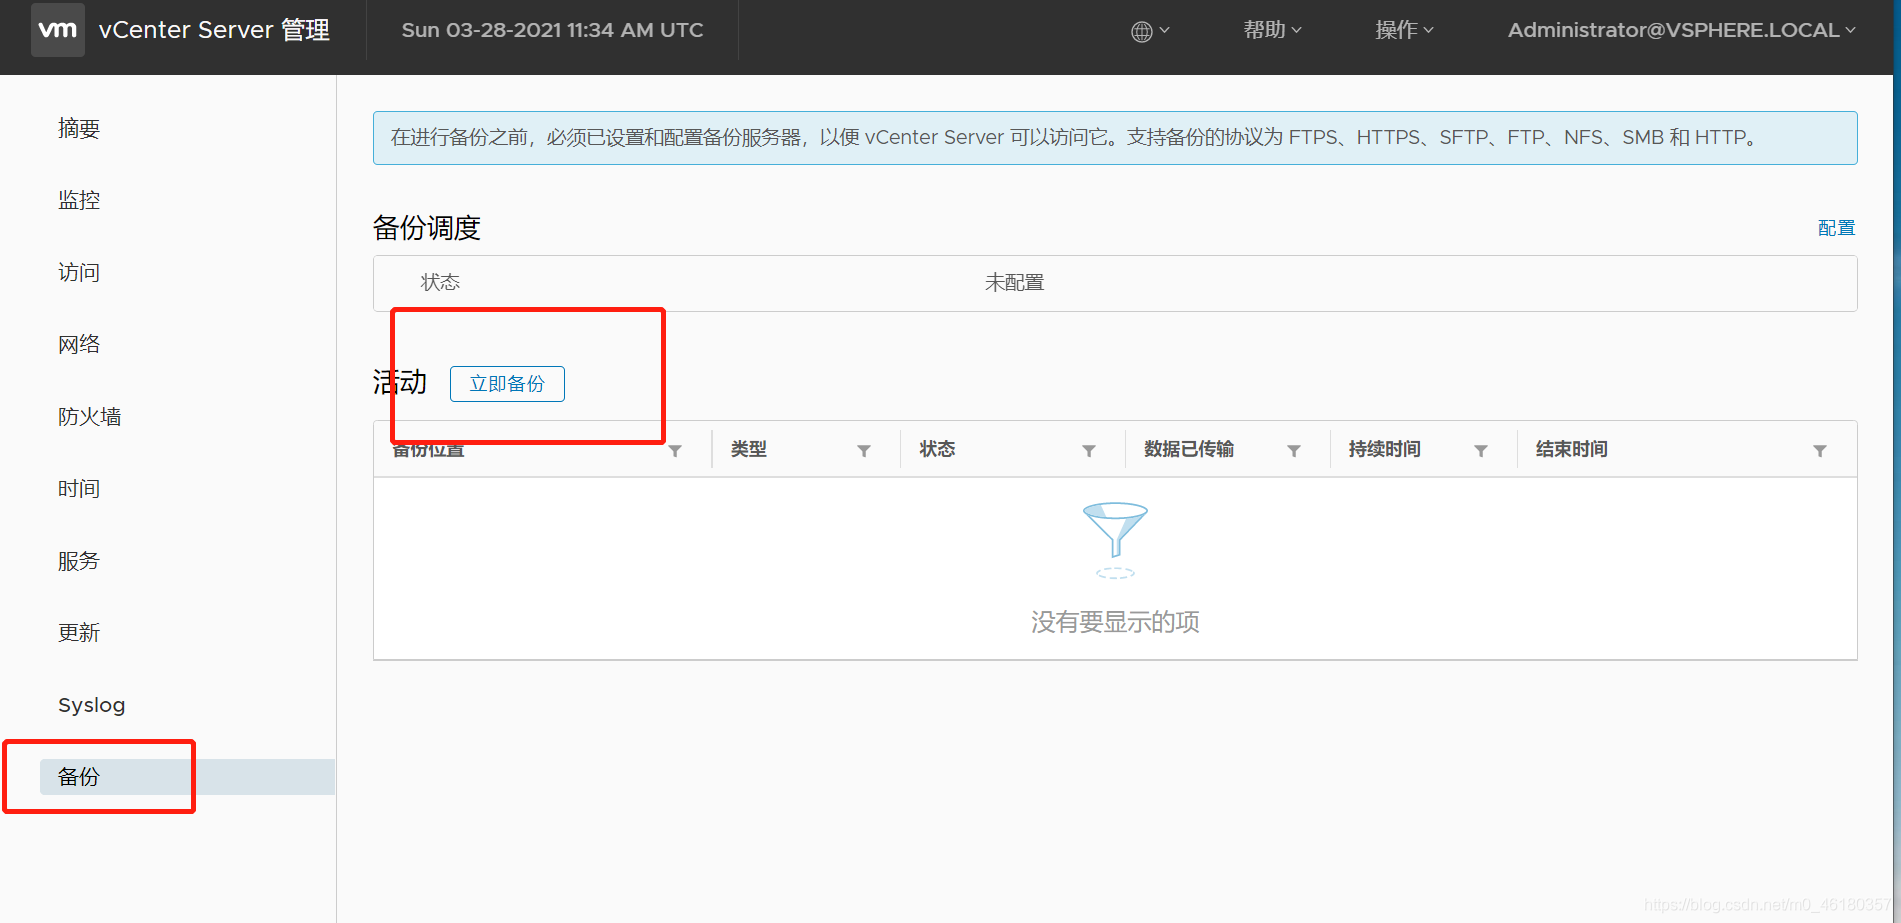 vm vCenter Server 管理 Sun 03-28-2021 11:34 AM UTC 帮助 操作 Administrator@VSPHERE.LOCAL
摘要
监控
访问
网络
防火墙
时间
服务
更新
Syslog
备份
在进行备份之前，必须已设置和配置备份服务器，以便 vCenter Server 可以访问它。支持备份的协议为 FTPS、HTTPS、SFTP、FTP、NFS、SMB 和 HTTP。
备份调度 配置
状态 未配置
活动 立即备份
备份位置 类型 状态 数据已传输 持续时间 结束时间
没有要显示的项
https://blog.csdn.net/m0_46180357